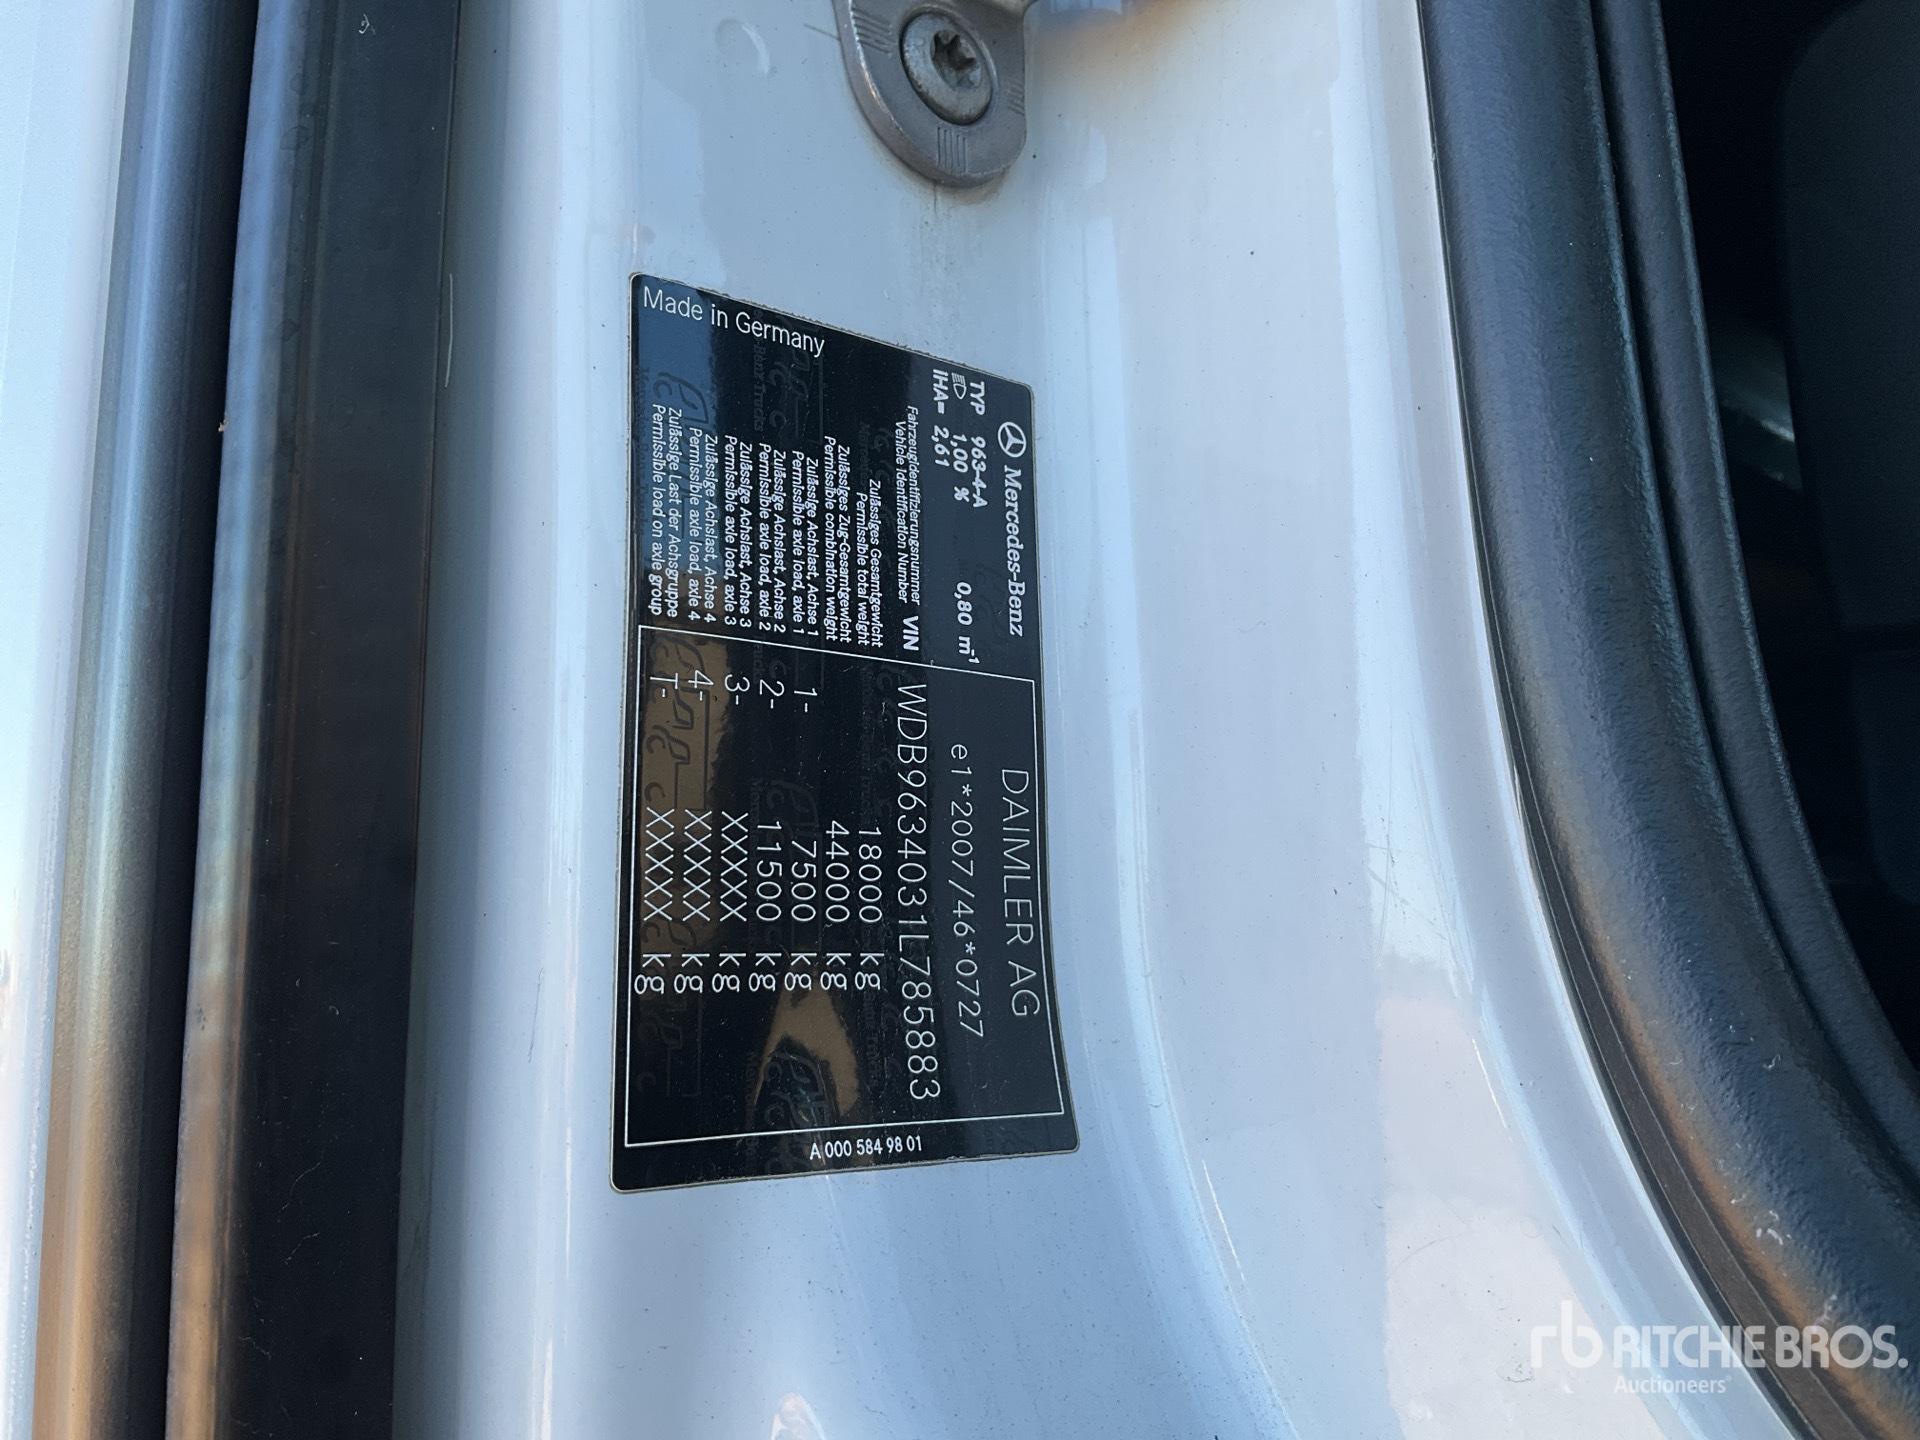 Mercedes-Benz
DAIMLER AG
TYP 963-4-A
1,00 % 0,80 m-1
e1*2007/46*0727
IHA= 2,61
Fahrzeugidentifizierungsnummer
Vehicle Identification Number
VIN
WDB9634031L785883
Zulässiges Gesamtgewicht
Permissible total weight
18000 kg
Zulässiges Zug-Gesamtgewicht
Permissible combination weight
44000 kg
Zulässige Achslast, Achse 1
Permissible axle load, axle 1
1- 7500 kg
Zulässige Achslast, Achse 2
Permissible axle load, axle 2
2- 11500 kg
Zulässige Achslast, Achse 3
Permissible axle load, axle 3
3- XXXXX kg
Zulässige Achslast, Achse 4
Permissible axle load, axle 4
4- XXXXX kg
Zulässige Last der Achsgruppe
Permissible load on axle group
T- XXXXX kg
Made in Germany
A 000 584 98 01
rb RITCHIE BROS.
Auctioneers